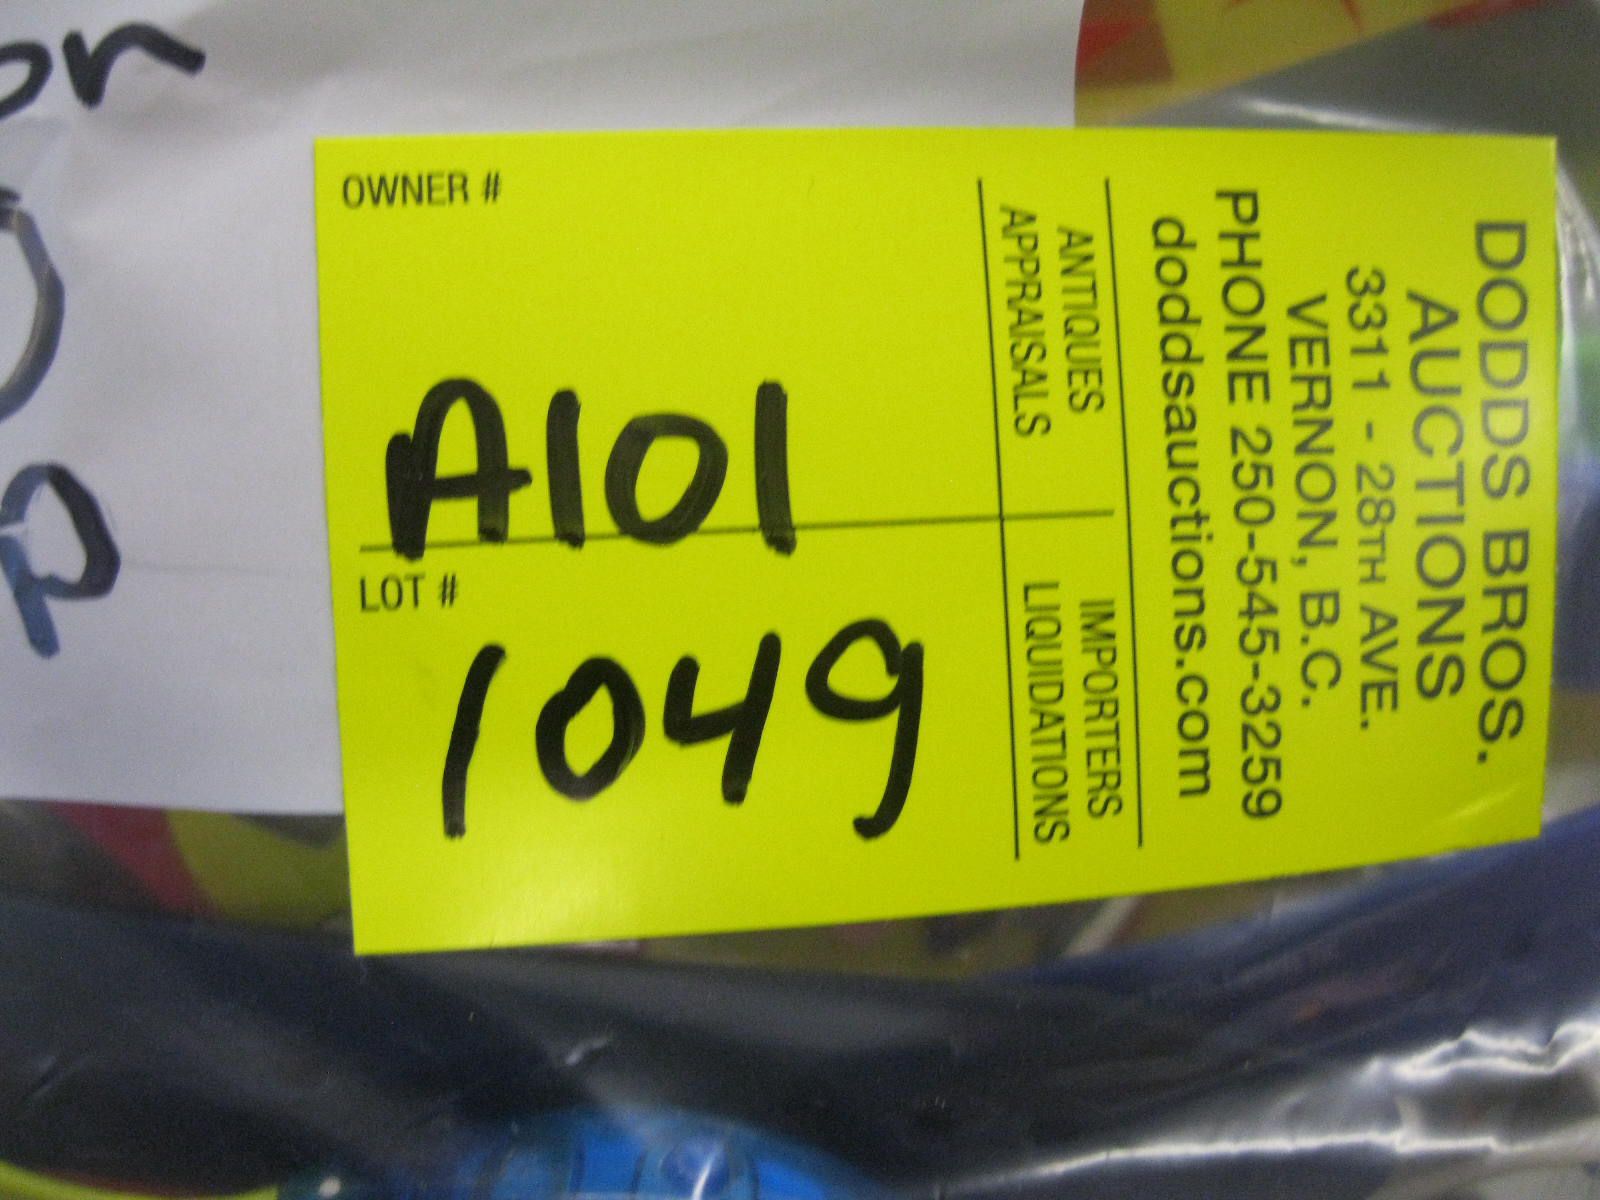 OWNER #
A101
LOT #
1049
DODDS BROS.
AUCTIONS
3311 - 28TH AVE.
VERNON, B.C.
PHONE 250-545-3259
doddsauctions.com
ANTIQUES IMPORTERS
APPRAISALS LIQUIDATIONS